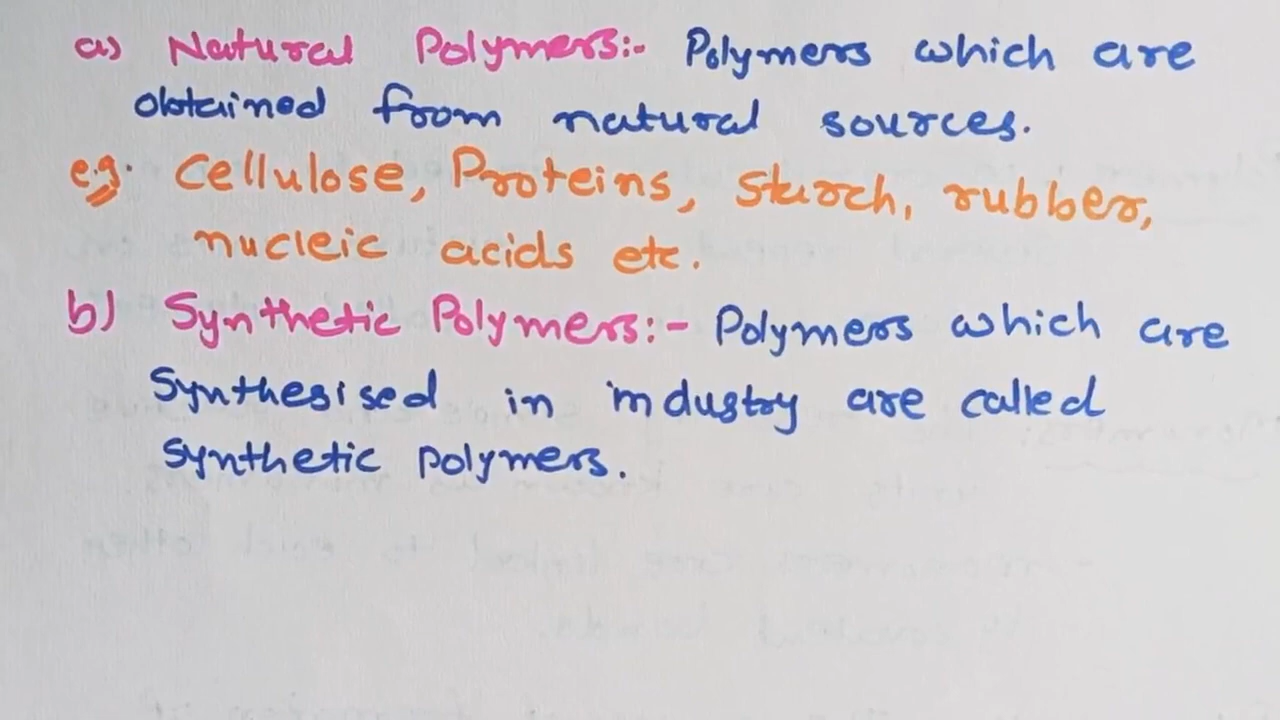 a) Natural Polymers:- Polymers which are
obtained from natural sources.
e.g. Cellulose, Proteins, Starch, rubber,
nucleic acids etc.
b) Synthetic Polymers:- Polymers which are
Synthesised in industry are called
Synthetic polymers.